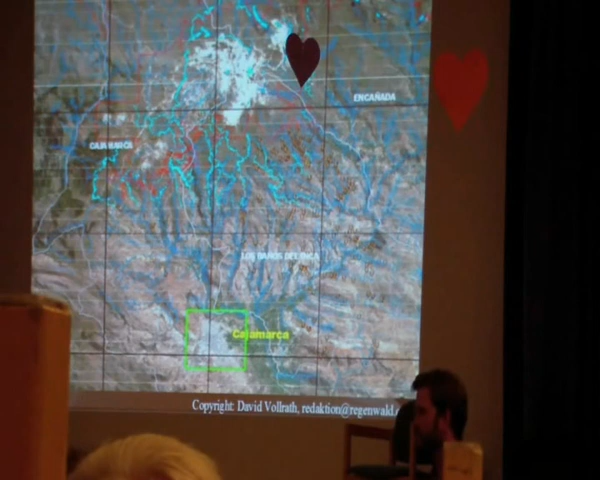 ENCAÑADA
CAJAMARCA
LOS BAÑOS DEL INCA
Cajamarca
Copyright: David Vollrath, redaktion@regenwald.